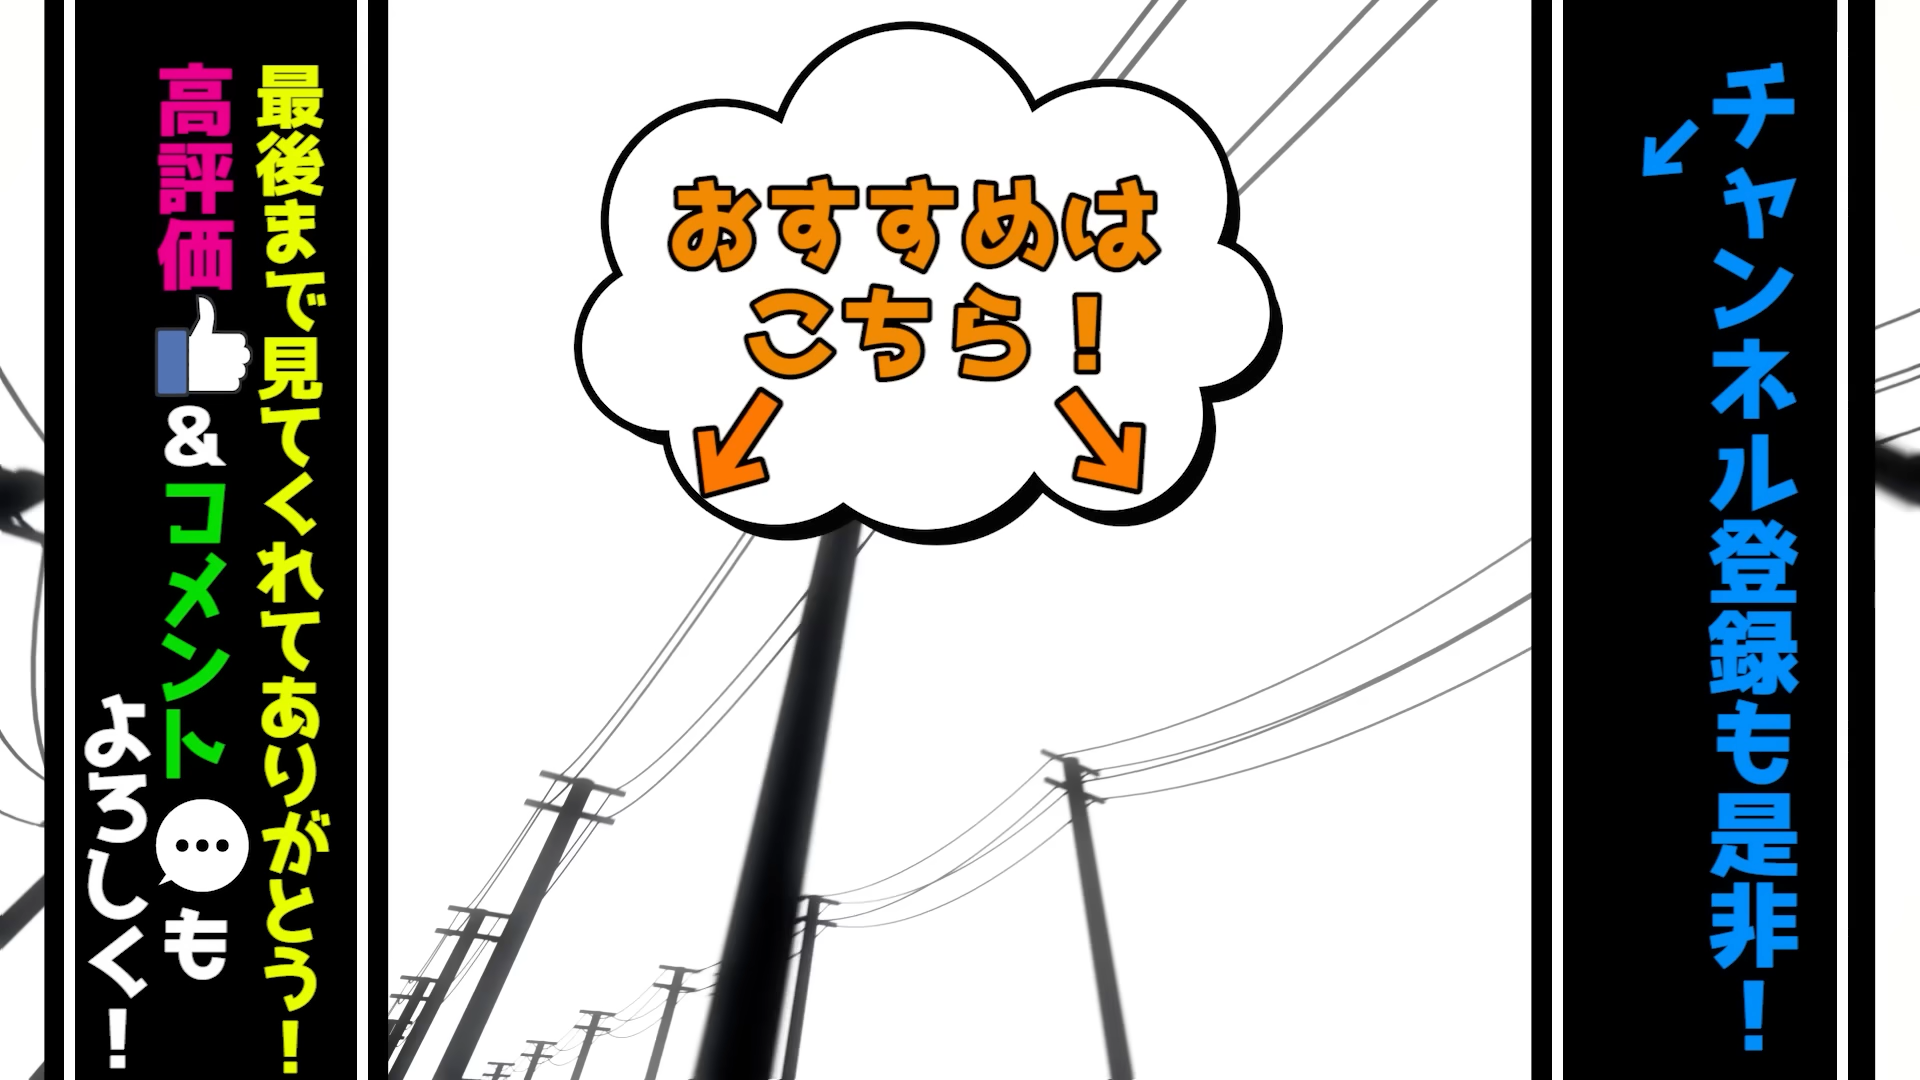 おすすめは
こちら！
チャンネル登録も是非！
最後まで見てくれてありがとう！
高評価&コメントも
よろしく！